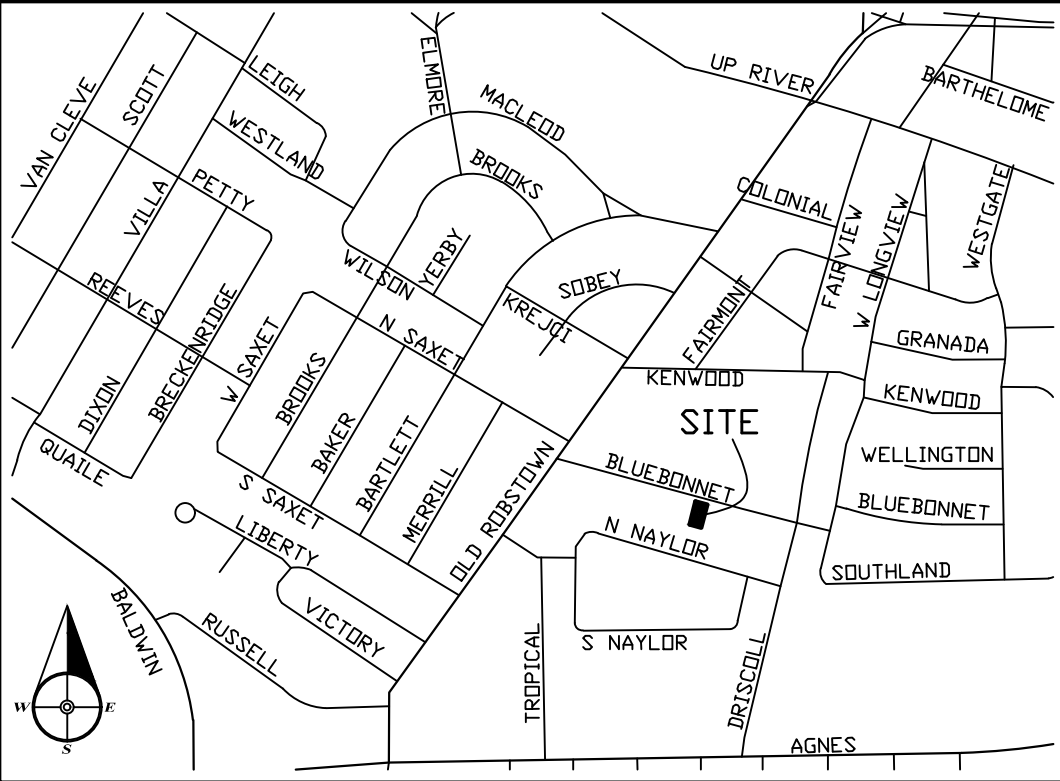 UP RIVER
BARTHELOME
ELMORE
LEIGH
SCOTT
VAN CLEVE
MACLEOD
WESTLAND
BROOKS
COLONIAL
PETTY
VILLA
WESTGATE
FAIRVIEW
W LONGVIEW
YERBY
WILSON
SOBEY
KREJCI
FAIRMONT
REEVES
BRECKENRIDGE
W SAXET
N SAXET
GRANADA
KENWOOD
KENWOOD
DIXON
BROOKS
BAKER
BARTLETT
MERRILL
OLD ROBSTOWN
SITE
QUAILE
WELLINGTON
BLUEBONNET
BLUEBONNET
S SAXET
LIBERTY
N NAYLOR
SOUTHLAND
VICTORY
BALDWIN
RUSSELL
S NAYLOR
TROPICAL
DRISCOLL
W E
S
AGNES